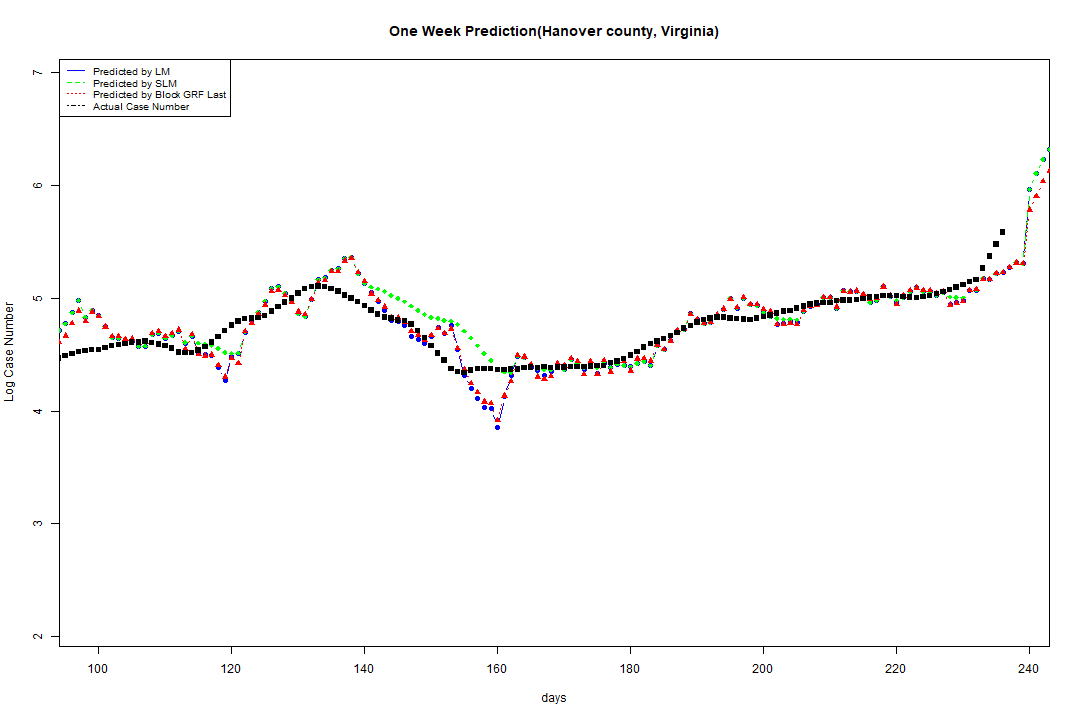 One Week Prediction(Hanover county, Virginia)
Predicted by LM
Predicted by SLM
Predicted by Block GRF Last
Actual Case Number
Log Case Number
7
6
5
4
3
2
100 120 140 160 180 200 220 240
days